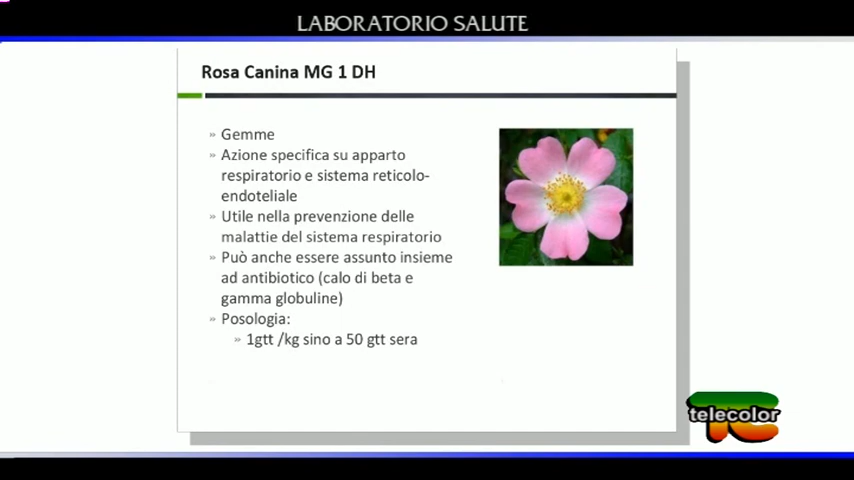 LABORATORIO SALUTE
Rosa Canina MG 1 DH
» Gemme
» Azione specifica su apparto
respiratorio e sistema reticolo-
endoteliale
» Utile nella prevenzione delle
malattie del sistema respiratorio
» Può anche essere assunto insieme
ad antibiotico (calo di beta e
gamma globuline)
» Posologia:
» 1gtt /kg sino a 50 gtt sera
telecolor